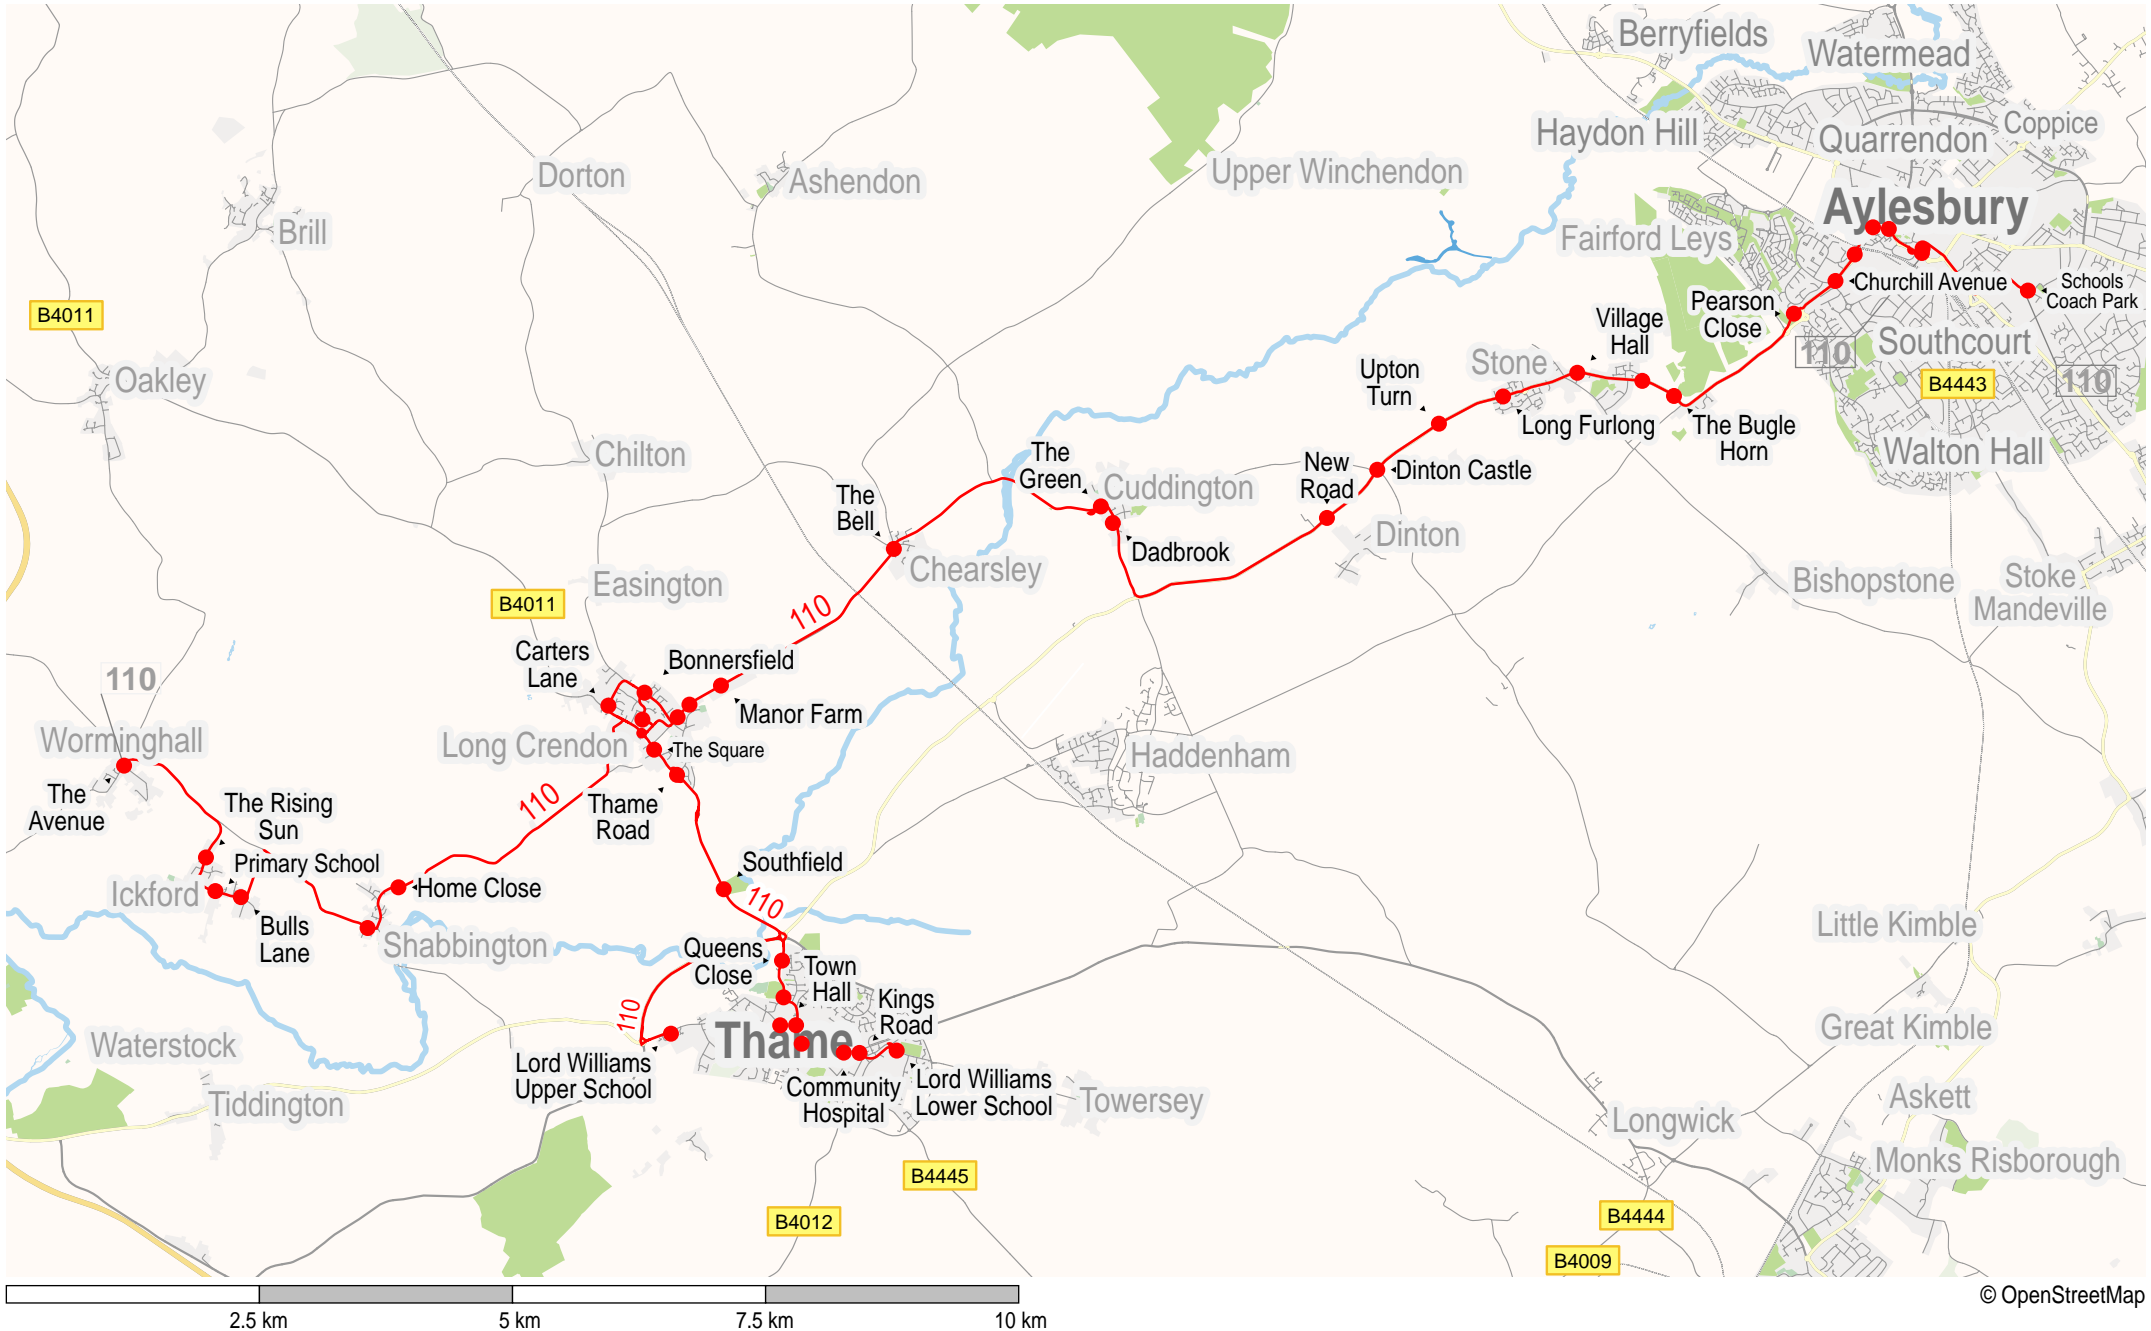 Berryfields
Watermead
Haydon Hill
Quarrendon
Coppice
Dorton
Ashendon
Upper Winchendon
Aylesbury
Brill
Fairford Leys
Churchill Avenue
Schools
Coach Park
B4011
Pearson
Close
Village
Hall
110
Southcourt
Oakley
Upton
Turn
Stone
B4443
110
Long Furlong
The Bugle
Horn
Walton Hall
Chilton
The
Green
Cuddington
New
Road
Dinton Castle
The
Bell
Dadbrook
Dinton
Chearsley
Easington
B4011
110
Bishopstone
Stoke
Mandeville
Carters
Lane
Bonnersfield
110
Manor Farm
Worminghall
Long Crendon
The Square
Haddenham
The
Avenue
The Rising
Sun
110
Thame
Road
Primary School
Southfield
Ickford
Home Close
110
Bulls
Lane
Shabbington
Queens
Close
Town
Hall
Little Kimble
Kings
Road
110
Waterstock
Thame
Great Kimble
Lord Williams
Upper School
Community
Hospital
Lord Williams
Lower School
Towersey
Tiddington
Longwick
Askett
Monks Risborough
B4445
B4012
B4444
B4009
© OpenStreetMap
2.5 km
5 km
7.5 km
10 km